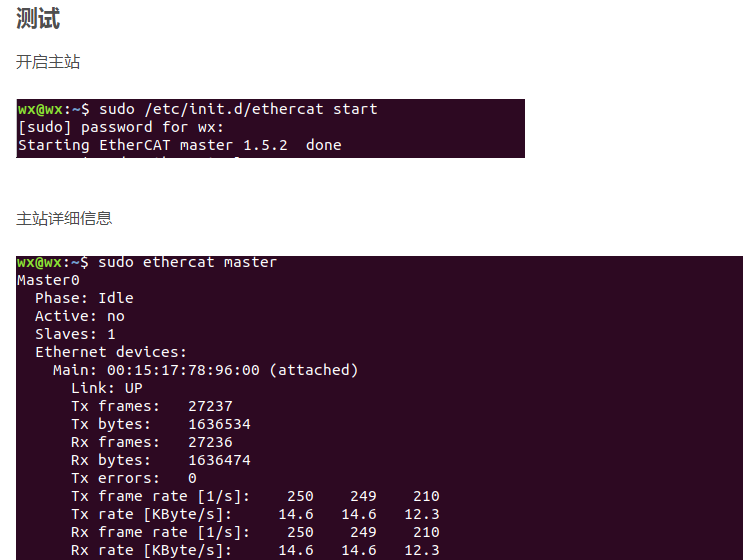 测试
开启主站
wx@wx:~$ sudo /etc/init.d/ethercat start
[sudo] password for wx:
Starting EtherCAT master 1.5.2  done
主站详细信息
wx@wx:~$ sudo ethercat master
Master0
  Phase: Idle
  Active: no
  Slaves: 1
  Ethernet devices:
    Main: 00:15:17:78:96:00 (attached)
      Link: UP
      Tx frames:   27237
      Tx bytes:    1636534
      Rx frames:   27236
      Rx bytes:    1636474
      Tx errors:   0
      Tx frame rate [1/s]:    250    249    210
      Tx rate [KByte/s]:     14.6   14.6   12.3
      Rx frame rate [1/s]:    250    249    210
      Rx rate [KByte/s]:     14.6   14.6   12.3